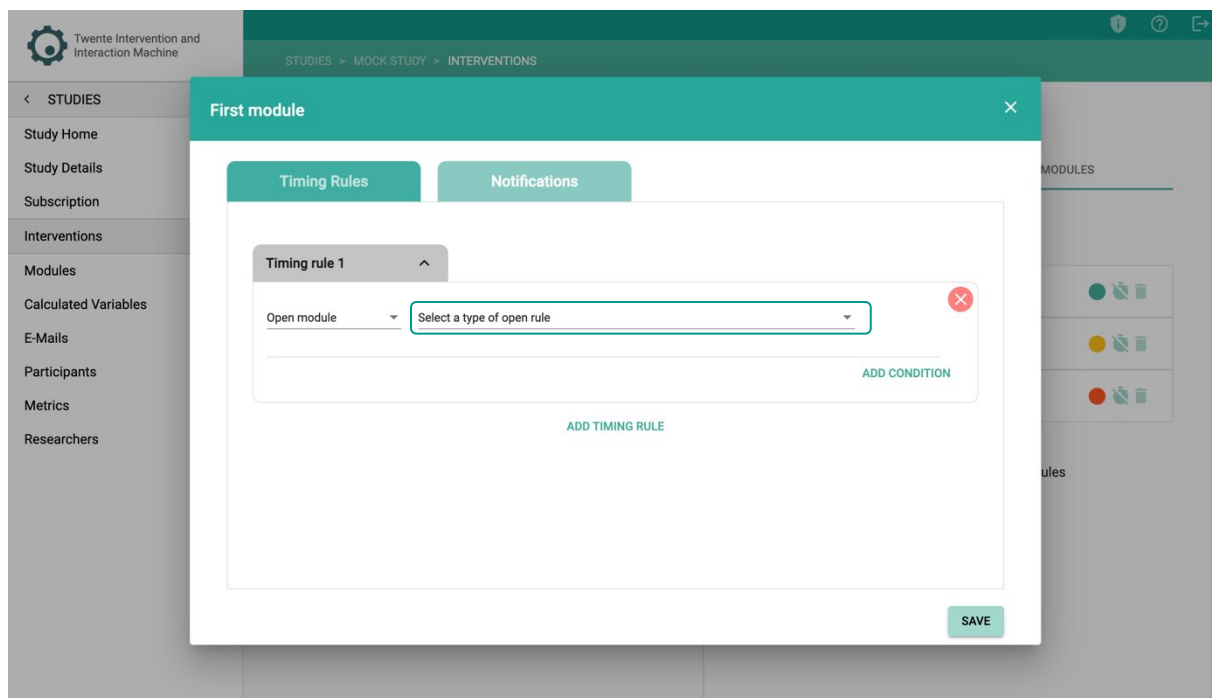 Twente Intervention and
Interaction Machine
STUDIES > MOCK STUDY > INTERVENTIONS
< STUDIES
Study Home
Study Details
Subscription
Interventions
Modules
Calculated Variables
E-Mails
Participants
Metrics
Researchers
First module
Timing Rules
Notifications
MODULES
Timing rule 1
Open module
Select a type of open rule
ADD CONDITION
ADD TIMING RULE
ules
SAVE